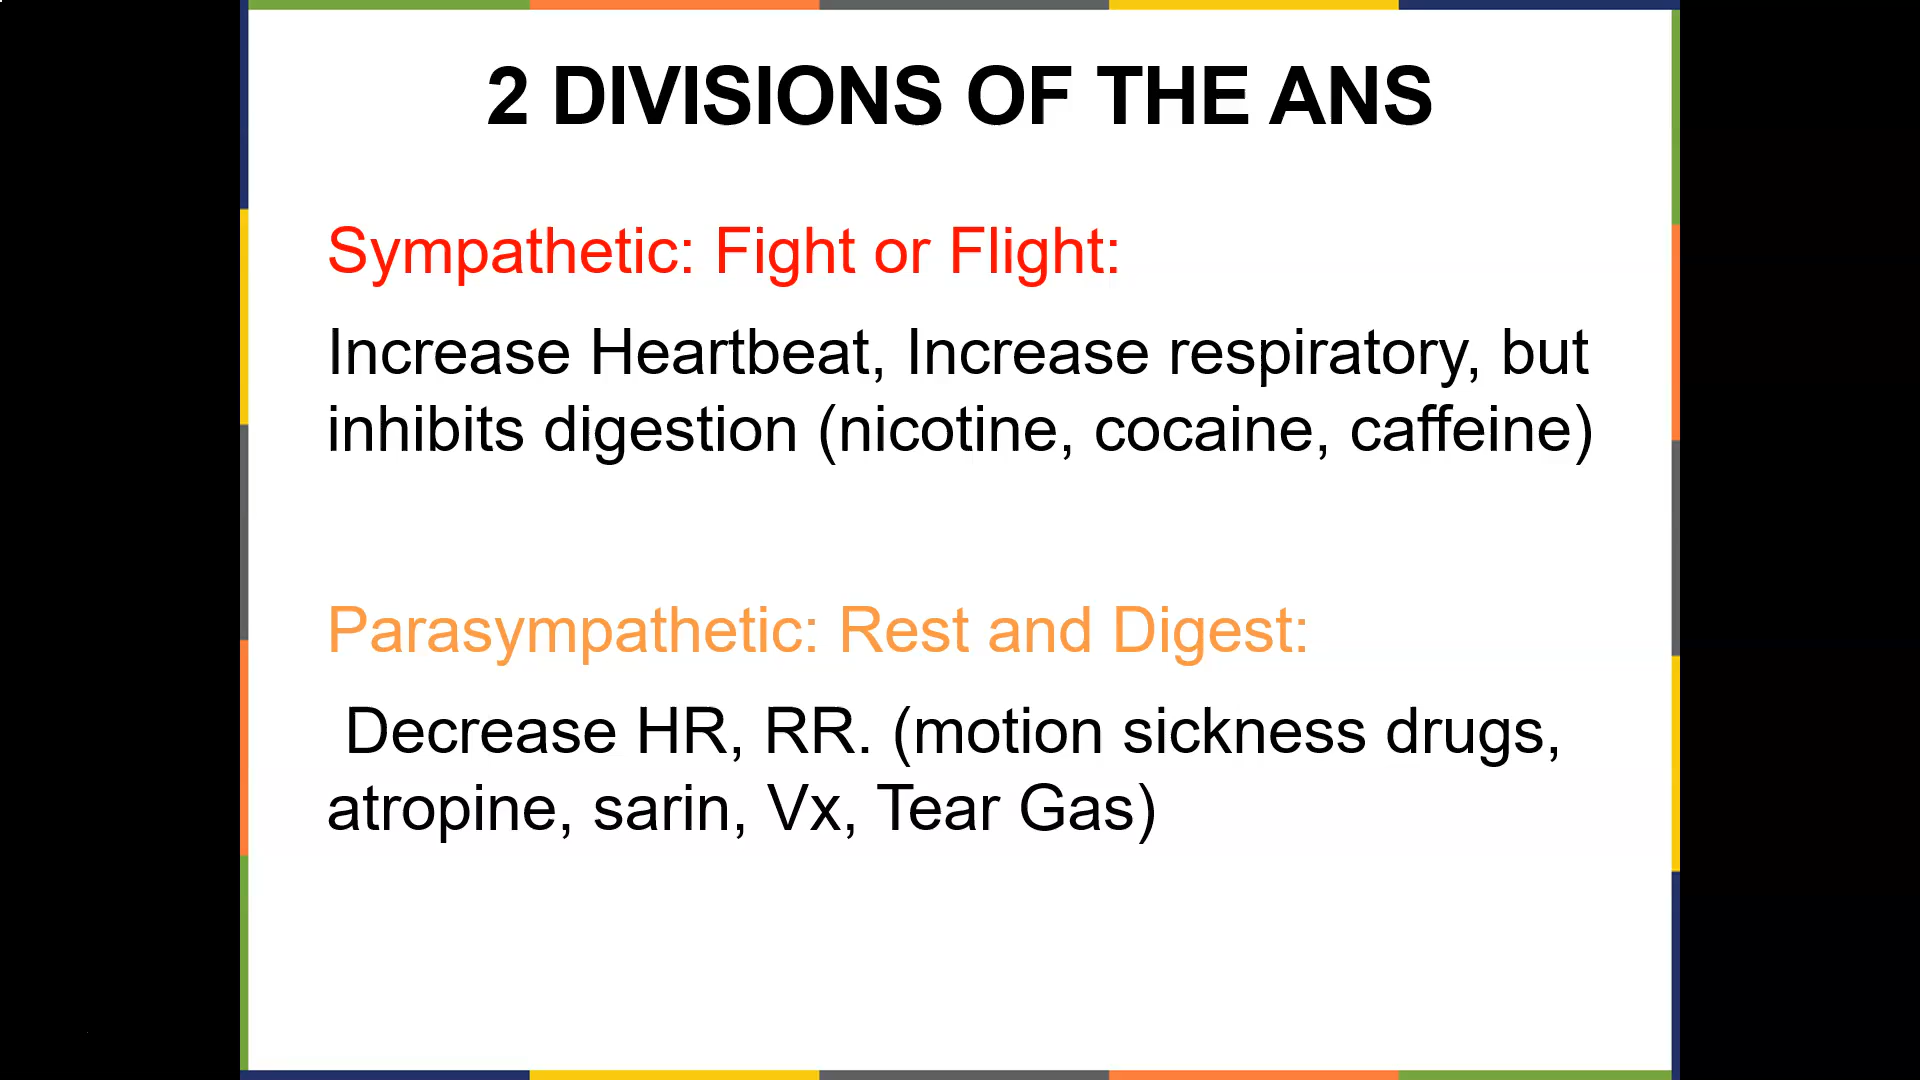 2 DIVISIONS OF THE ANS
Sympathetic: Fight or Flight:
Increase Heartbeat, Increase respiratory, but
inhibits digestion (nicotine, cocaine, caffeine)
Parasympathetic: Rest and Digest:
Decrease HR, RR. (motion sickness drugs,
atropine, sarin, Vx, Tear Gas)